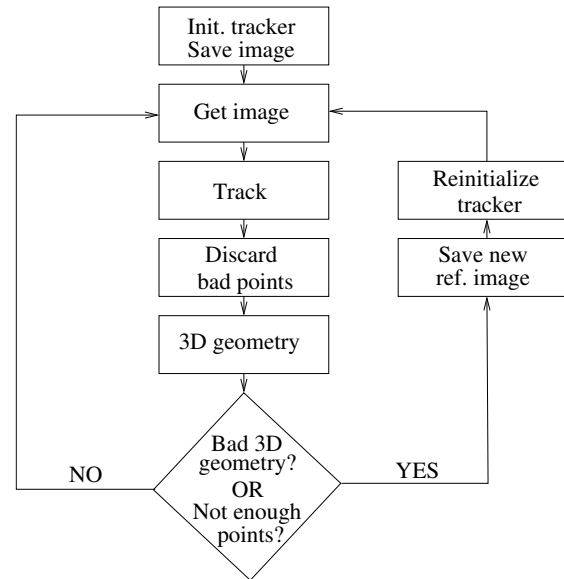 Init. tracker
Save image
Get image
Track
Reinitialize
tracker
Discard
bad points
Save new
ref. image
3D geometry
Bad 3D
geometry?
OR
Not enough
points?
NO
YES